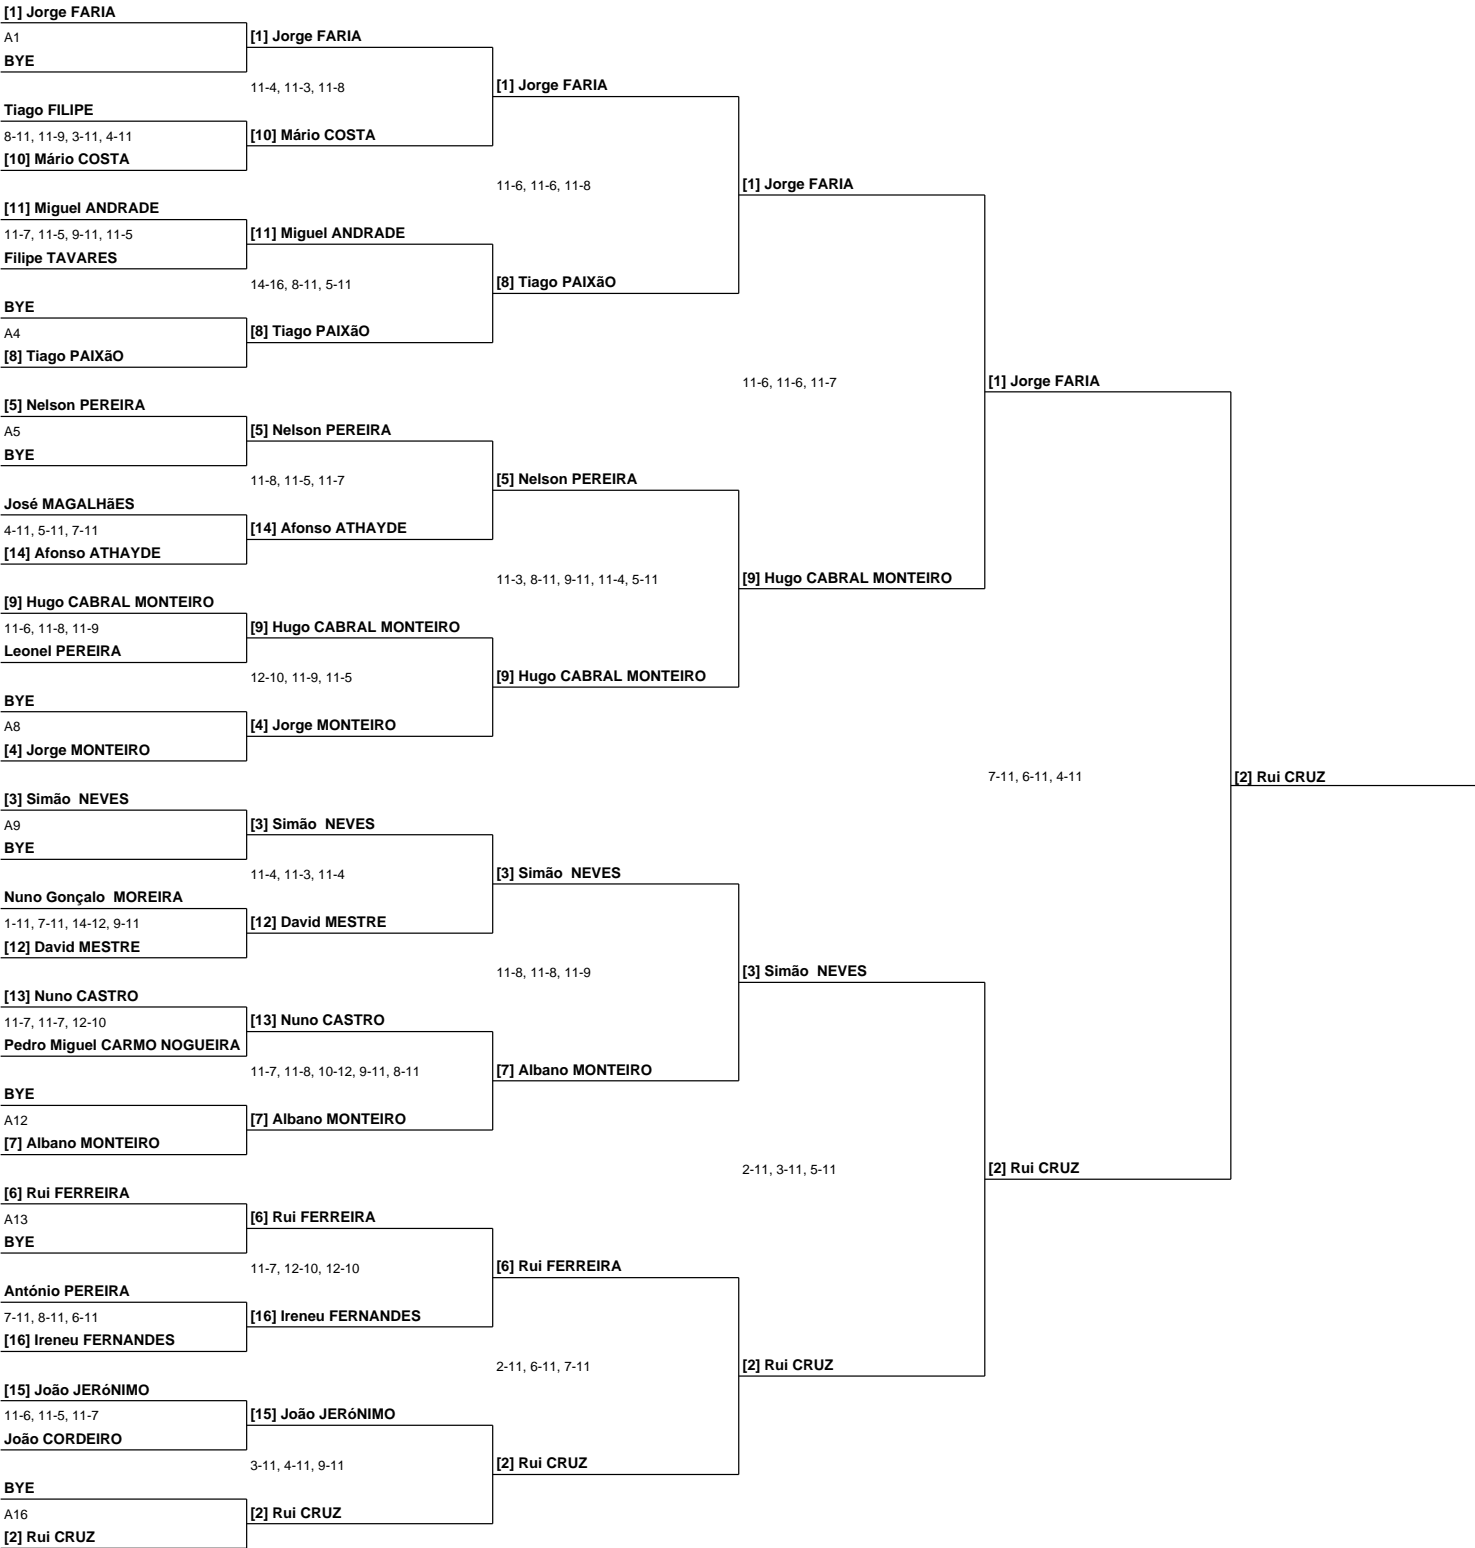 [1] Jorge FARIA
A1
BYE
Tiago FILIPE
8-11, 11-9, 3-11, 4-11
[10] Mário COSTA
[11] Miguel ANDRADE
11-7, 11-5, 9-11, 11-5
Filipe TAVARES
BYE
A4
[8] Tiago PAIXãO
[5] Nelson PEREIRA
A5
BYE
José MAGALHãES
4-11, 5-11, 7-11
[14] Afonso ATHAYDE
[9] Hugo CABRAL MONTEIRO
11-6, 11-8, 11-9
Leonel PEREIRA
BYE
A8
[4] Jorge MONTEIRO
[3] Simão  NEVES
A9
BYE
Nuno Gonçalo  MOREIRA
1-11, 7-11, 14-12, 9-11
[12] David MESTRE
[13] Nuno CASTRO
11-7, 11-7, 12-10
Pedro Miguel CARMO NOGUEIRA
BYE
A12
[7] Albano MONTEIRO
[6] Rui FERREIRA
A13
BYE
António PEREIRA
7-11, 8-11, 6-11
[16] Ireneu FERNANDES
[15] João JERóNIMO
11-6, 11-5, 11-7
João CORDEIRO
BYE
A16
[2] Rui CRUZ
[1] Jorge FARIA
11-4, 11-3, 11-8
[10] Mário COSTA
[11] Miguel ANDRADE
14-16, 8-11, 5-11
[8] Tiago PAIXãO
[5] Nelson PEREIRA
11-8, 11-5, 11-7
[14] Afonso ATHAYDE
[9] Hugo CABRAL MONTEIRO
12-10, 11-9, 11-5
[4] Jorge MONTEIRO
[3] Simão  NEVES
11-4, 11-3, 11-4
[12] David MESTRE
[13] Nuno CASTRO
11-7, 11-8, 10-12, 9-11, 8-11
[7] Albano MONTEIRO
[6] Rui FERREIRA
11-7, 12-10, 12-10
[16] Ireneu FERNANDES
[15] João JERóNIMO
3-11, 4-11, 9-11
[2] Rui CRUZ
[1] Jorge FARIA
11-6, 11-6, 11-8
[8] Tiago PAIXãO
[5] Nelson PEREIRA
11-3, 8-11, 9-11, 11-4, 5-11
[9] Hugo CABRAL MONTEIRO
[3] Simão  NEVES
11-8, 11-8, 11-9
[7] Albano MONTEIRO
[6] Rui FERREIRA
2-11, 6-11, 7-11
[2] Rui CRUZ
[1] Jorge FARIA
11-6, 11-6, 11-7
[9] Hugo CABRAL MONTEIRO
[3] Simão  NEVES
2-11, 3-11, 5-11
[2] Rui CRUZ
[1] Jorge FARIA
7-11, 6-11, 4-11
[2] Rui CRUZ
[2] Rui CRUZ